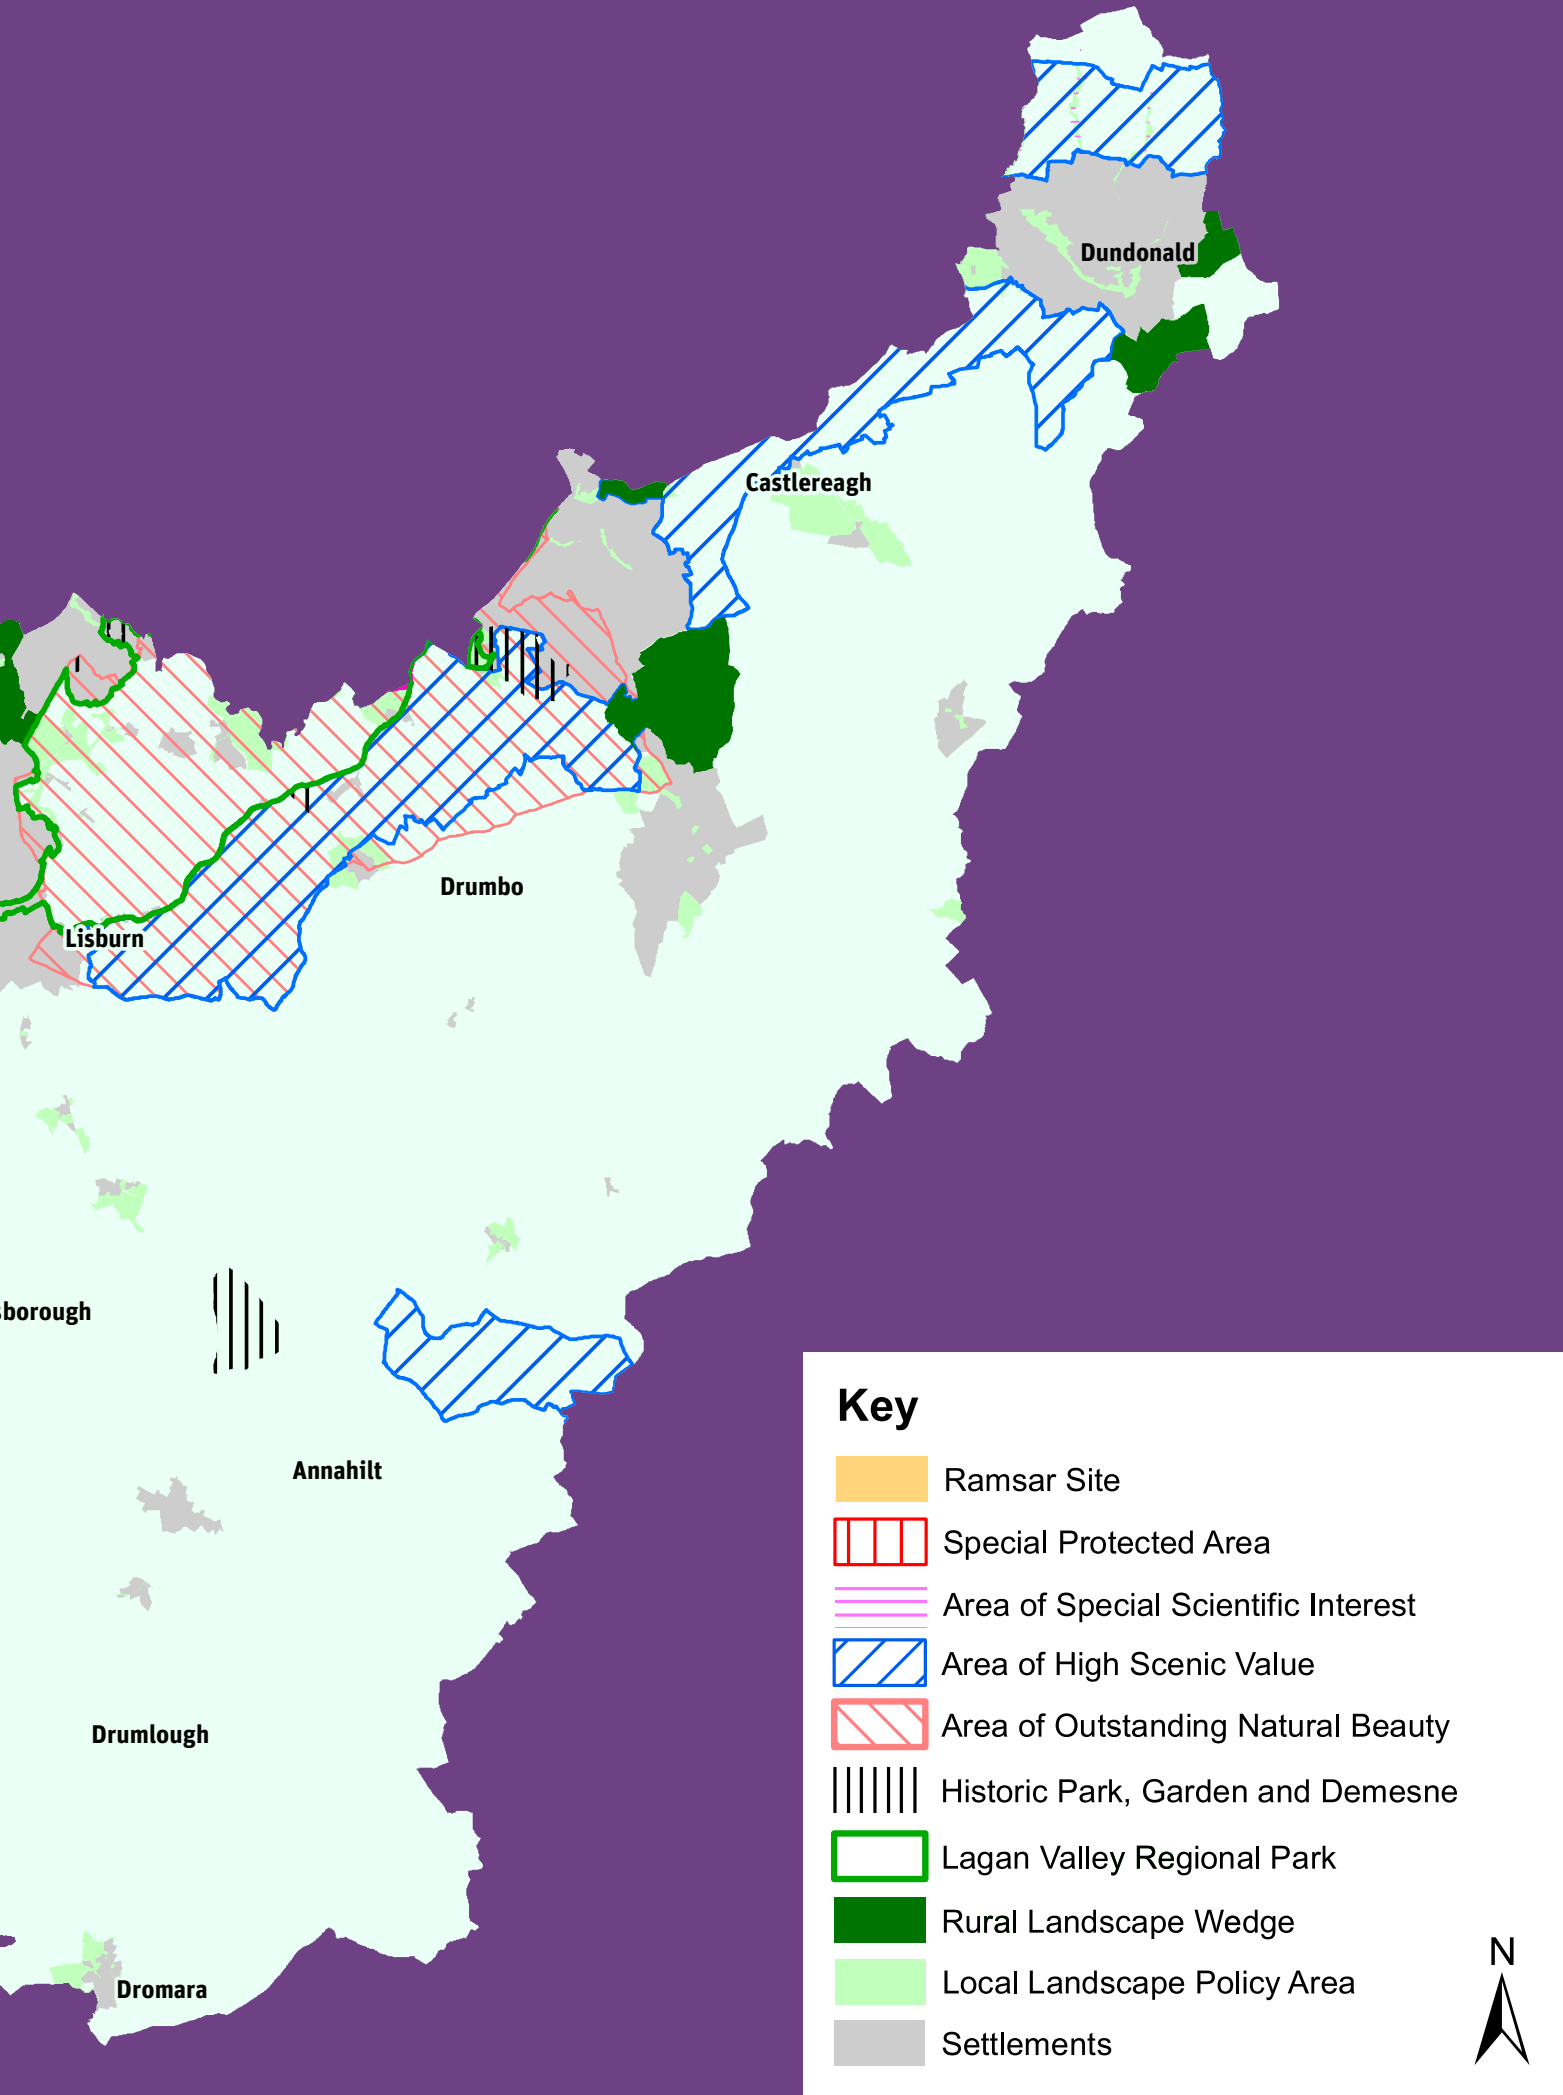 Dundonald
Castlereagh
Drumbo
Lisburn
sborough
Annahilt
Drumlough
Dromara
Key
Ramsar Site
Special Protected Area
Area of Special Scientific Interest
Area of High Scenic Value
Area of Outstanding Natural Beauty
Historic Park, Garden and Demesne
Lagan Valley Regional Park
Rural Landscape Wedge
Local Landscape Policy Area
Settlements
N